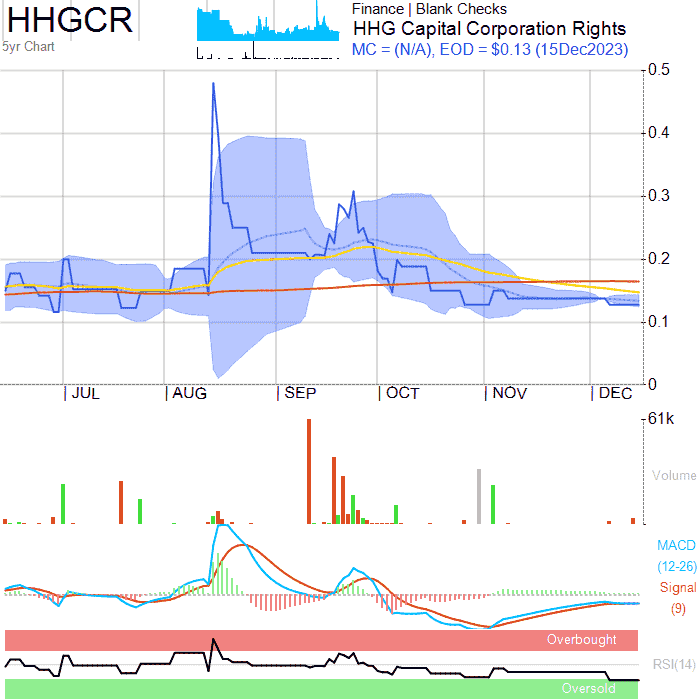 HHGCR
5yr Chart
Finance | Blank Checks
HHG Capital Corporation Rights
MC = (N/A), EOD = $0.13 (15Dec2023)
0.5
0.4
0.3
0.2
0.1
0
JUL
AUG
SEP
OCT
NOV
DEC
61k
Volume
MACD
(12-26)
Signal
(9)
Overbought
RSI(14)
Oversold